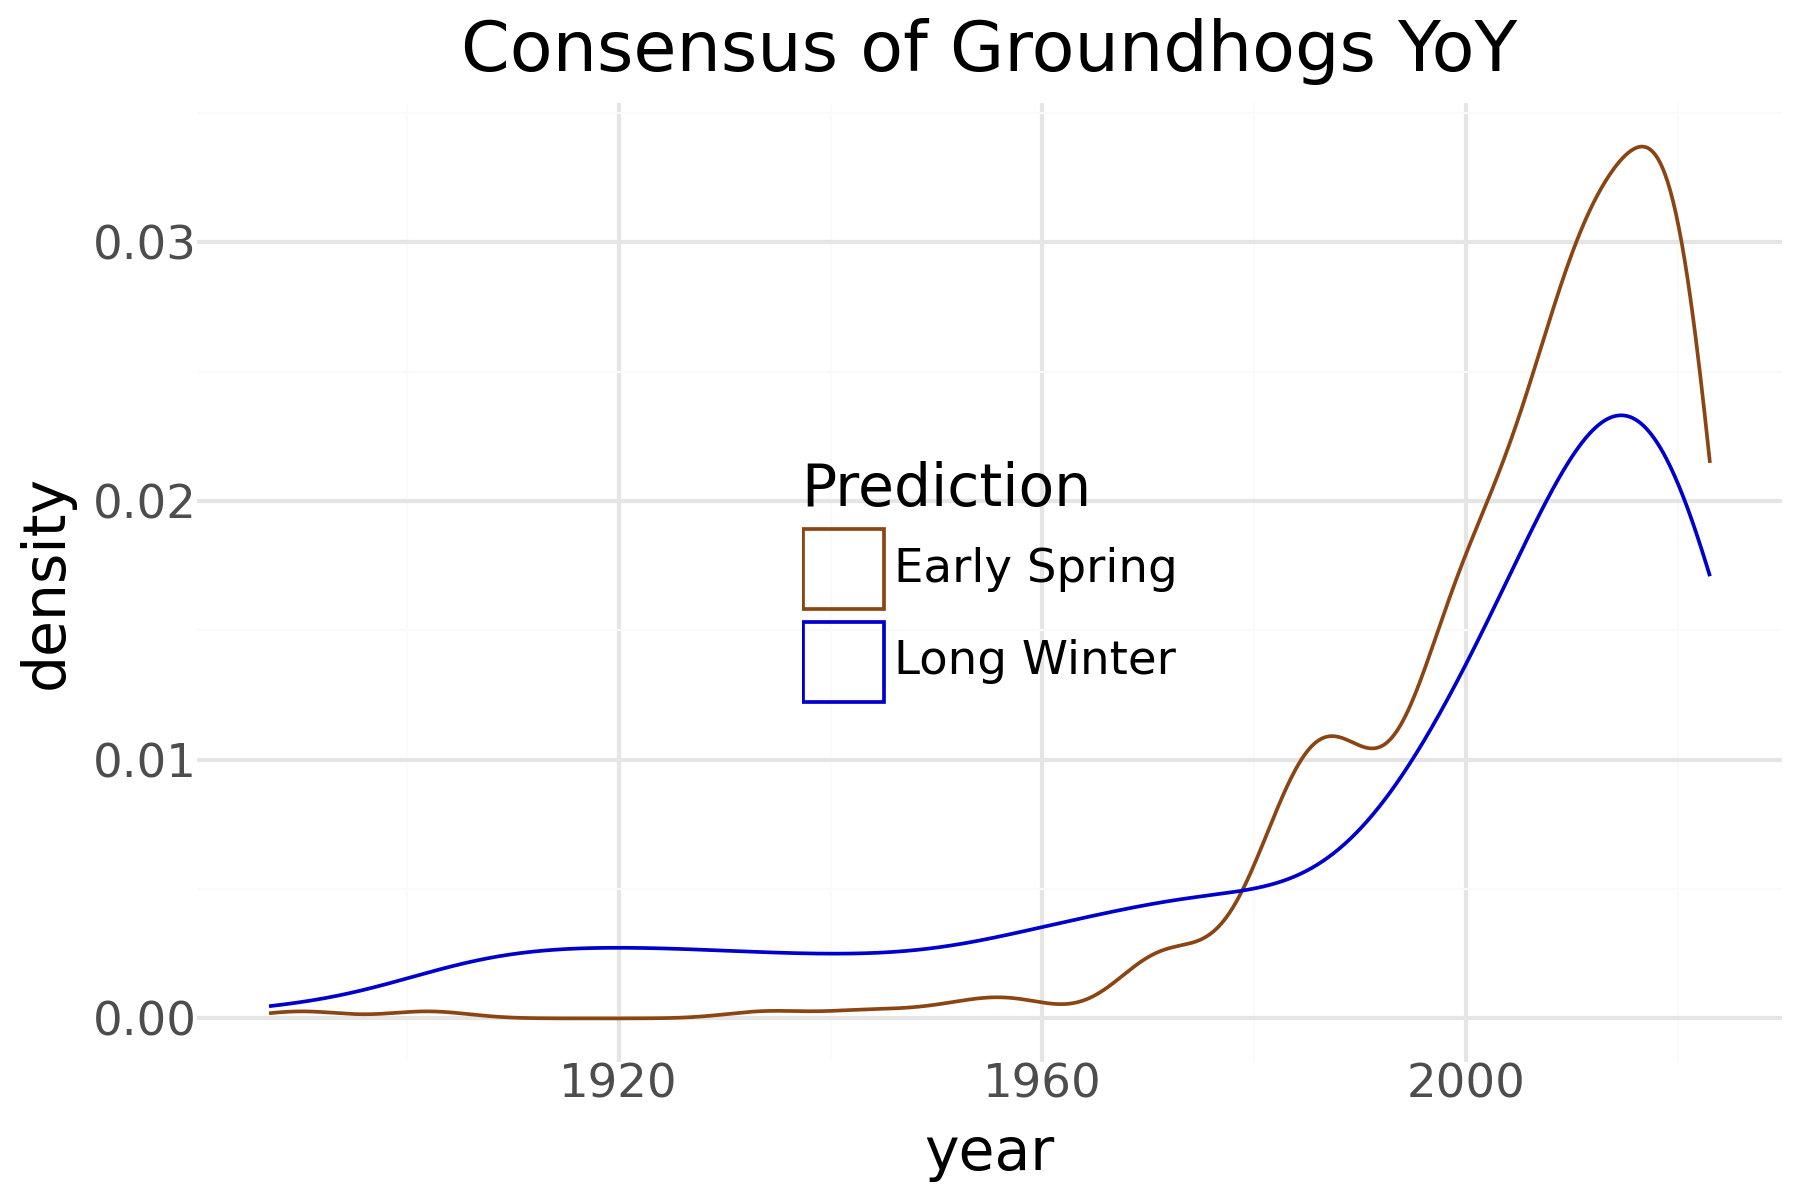 Consensus of Groundhogs YoY
density
0.03
0.02
0.01
0.00
Prediction
Early Spring
Long Winter
1920 1960 2000
year